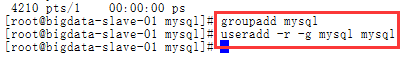 4210 pts/1    00:00:00 ps
[root@bigdata-slave-01 mysql]# groupadd mysql
[root@bigdata-slave-01 mysql]# useradd -r -g mysql mysql
[root@bigdata-slave-01 mysql]#